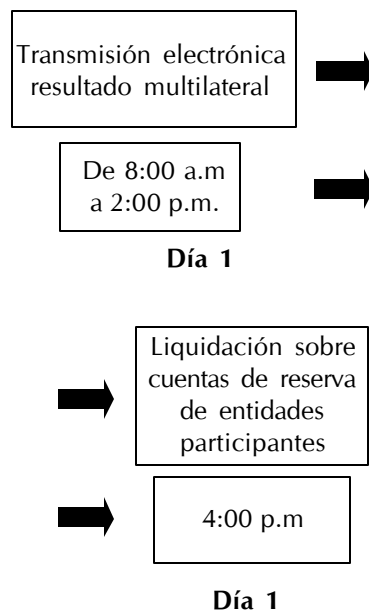 Transmisión electrónica
resultado multilateral
De 8:00 a.m
a 2:00 p.m.
Día 1
Liquidación sobre
cuentas de reserva
de entidades
participantes
4:00 p.m
Día 1